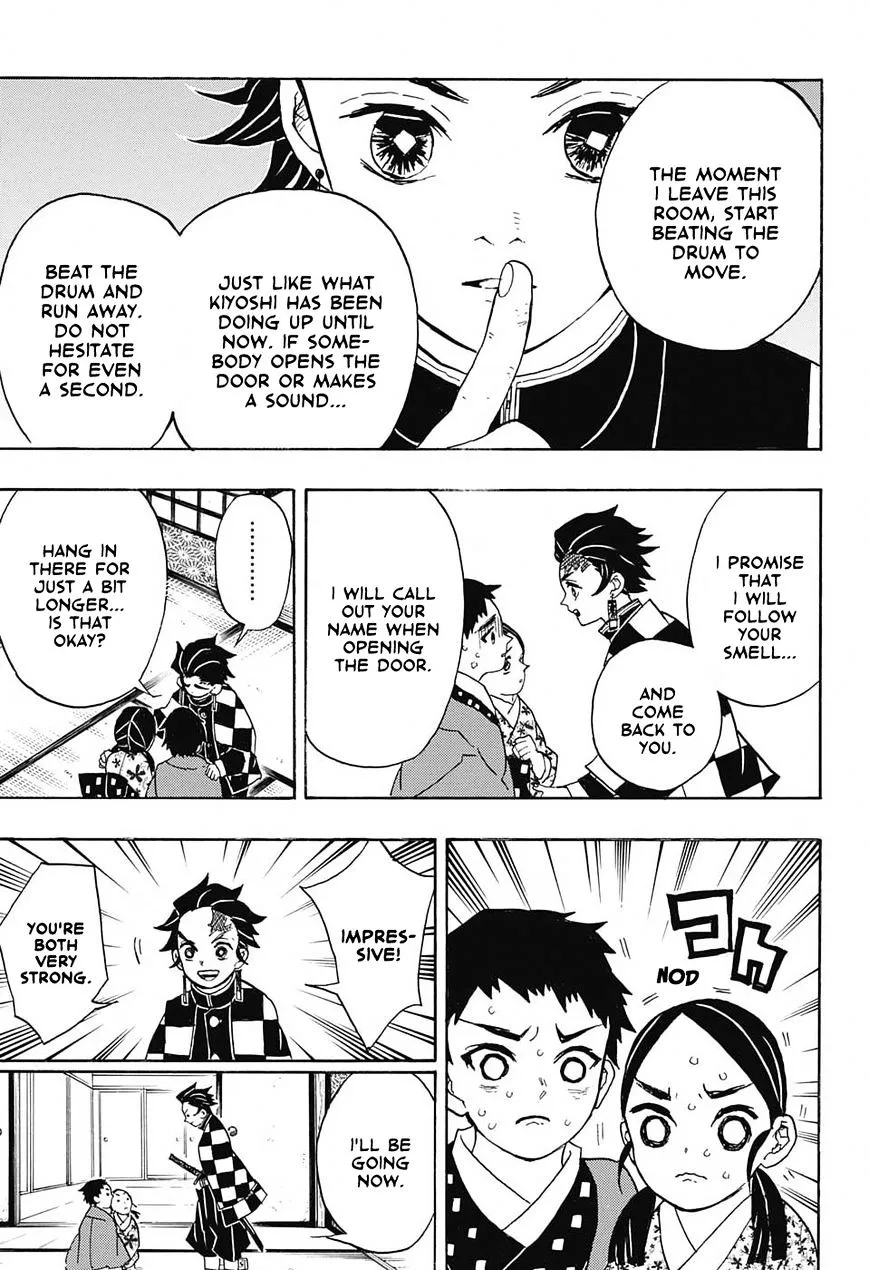 THE MOMENT
I LEAVE THIS
ROOM, START
BEATING THE
DRUM TO
MOVE.
JUST LIKE WHAT
KIYOSHI HAS BEEN
DOING UP UNTIL
NOW. IF SOME-
BODY OPENS THE
DOOR OR MAKES
A SOUND...
BEAT THE
DRUM AND
RUN AWAY.
DO NOT
HESITATE
FOR EVEN
A SECOND.
I PROMISE
THAT
I WILL
FOLLOW
YOUR
SMELL...
AND
COME
BACK TO
YOU.
I WILL CALL
OUT YOUR
NAME WHEN
OPENING
THE DOOR.
.........
HANG IN
THERE FOR
JUST A BIT
LONGER...
IS THAT
OKAY?
コクン
NOD
IMPRES-
SIVE!
YOU'RE
BOTH
VERY
STRONG.
I'LL BE
GOING
NOW.